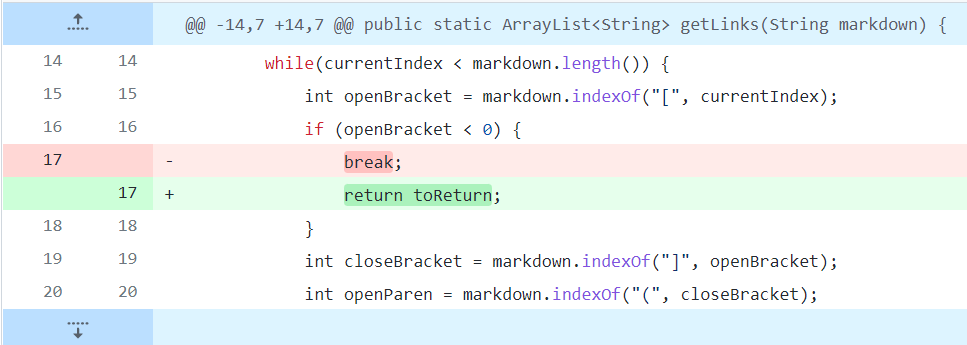 @@ -14,7 +14,7 @@ public static ArrayList<String> getLinks(String markdown) {
14 14 while(currentIndex < markdown.length()) {
15 15 int openBracket = markdown.indexOf("[", currentIndex);
16 16 if (openBracket < 0) {
17 - break;
17 + return toReturn;
18 18 }
19 19 int closeBracket = markdown.indexOf("]", openBracket);
20 20 int openParen = markdown.indexOf("(", closeBracket);